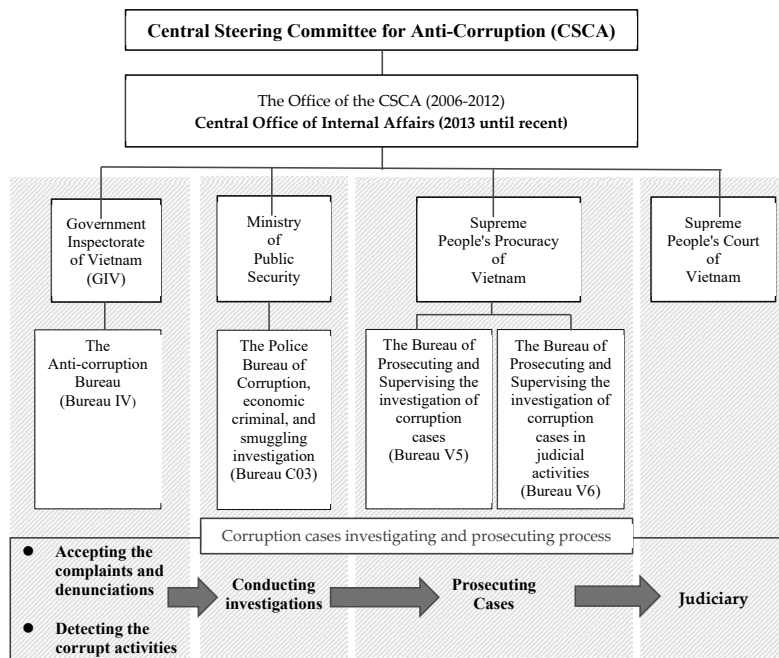 Central Steering Committee for Anti-Corruption (CSCA)
The Office of the CSCA (2006-2012)
Central Office of Internal Affairs (2013 until recent)
Government
Inspectorate
of Vietnam
(GIV)
Ministry
of
Public
Security
Supreme
People's Procuracy
of
Vietnam
Supreme
People's Court
of
Vietnam
The
Anti-corruption
Bureau
(Bureau IV)
The Police
Bureau of
Corruption,
economic
criminal, and
smuggling
investigation
(Bureau C03)
The Bureau of
Prosecuting and
Supervising the
investigation of
corruption
cases
(Bureau V5)
The Bureau of
Prosecuting and
Supervising the
investigation of
corruption
cases in
judicial
activities
(Bureau V6)
Corruption cases investigating and prosecuting process
● Accepting the
complaints and
denunciations
● Detecting the
corrupt activities
Conducting
investigations
Prosecuting
Cases
Judiciary